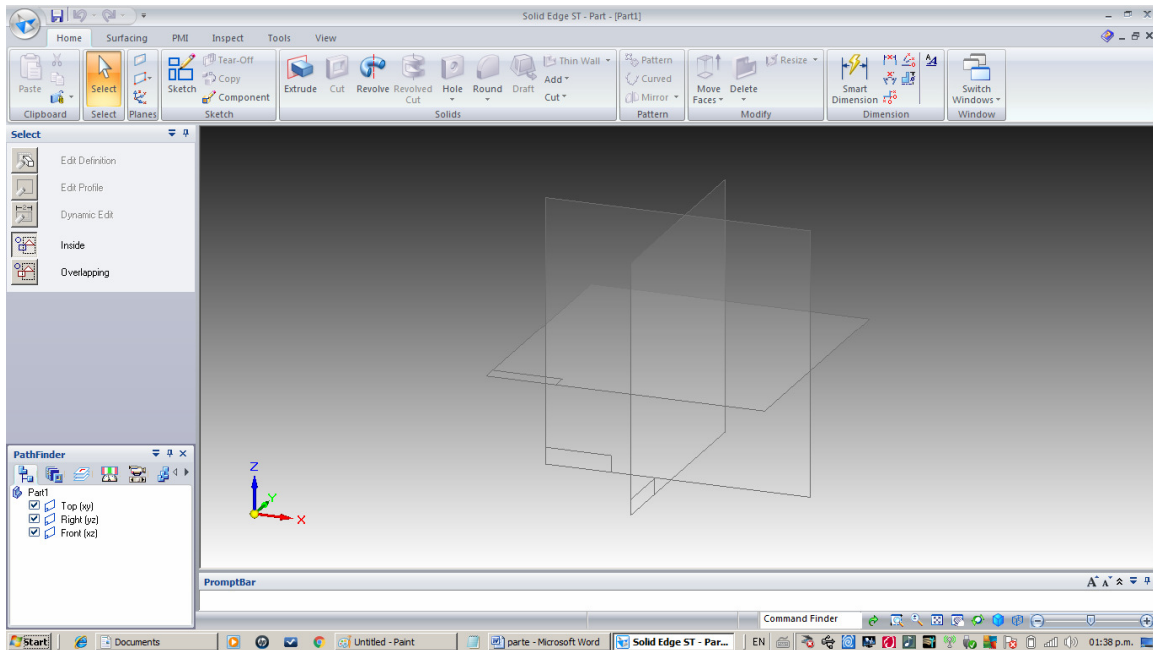 Solid Edge ST - Part - [Part1]
Home Surfacing PMI Inspect Tools View
Paste
Clipboard
Select
Select
Planes
Sketch
Tear-Off
Copy
Component
Sketch
Extrude Cut Revolve Revolved Cut Hole Round Draft
Thin Wall
Add
Cut
Solids
Pattern
Curved
Mirror
Pattern
Move Faces
Delete
Resize
Modify
Smart Dimension
Dimension
Switch Windows
Window
Select
Edit Definition
Edit Profile
Dynamic Edit
Inside
Overlapping
PathFinder
Part1
Top (xy)
Right (yz)
Front (xz)
Z
Y
X
PromptBar
Command Finder
Start
Documents
Untitled - Paint
parte - Microsoft Word
Solid Edge ST - Par...
EN
01:38 p.m.